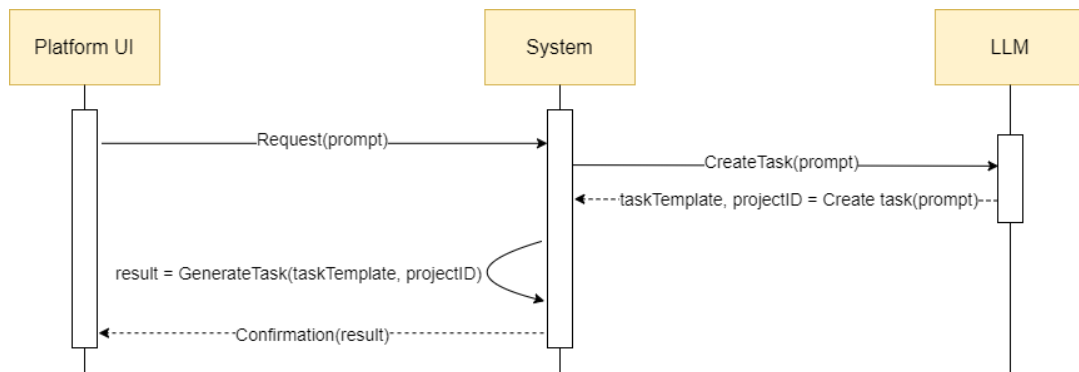 Platform UI
System
LLM
Request(prompt)
CreateTask(prompt)
taskTemplate, projectID = Create task(prompt)
result = GenerateTask(taskTemplate, projectID)
Confirmation(result)